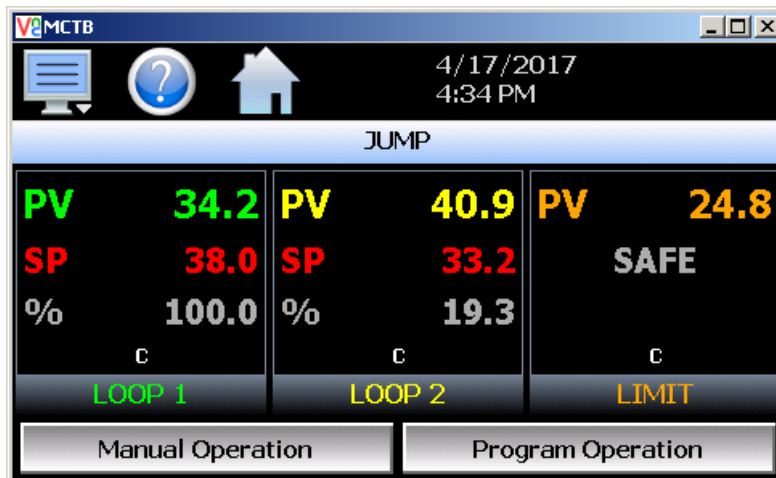 V2 MCTB
4/17/2017
4:34 PM
?
JUMP
PV 34.2 PV 40.9 PV 24.8
SP 38.0 SP 33.2 SAFE
% 100.0 % 19.3
C C C
LOOP 1 LOOP 2 LIMIT
Manual Operation Program Operation